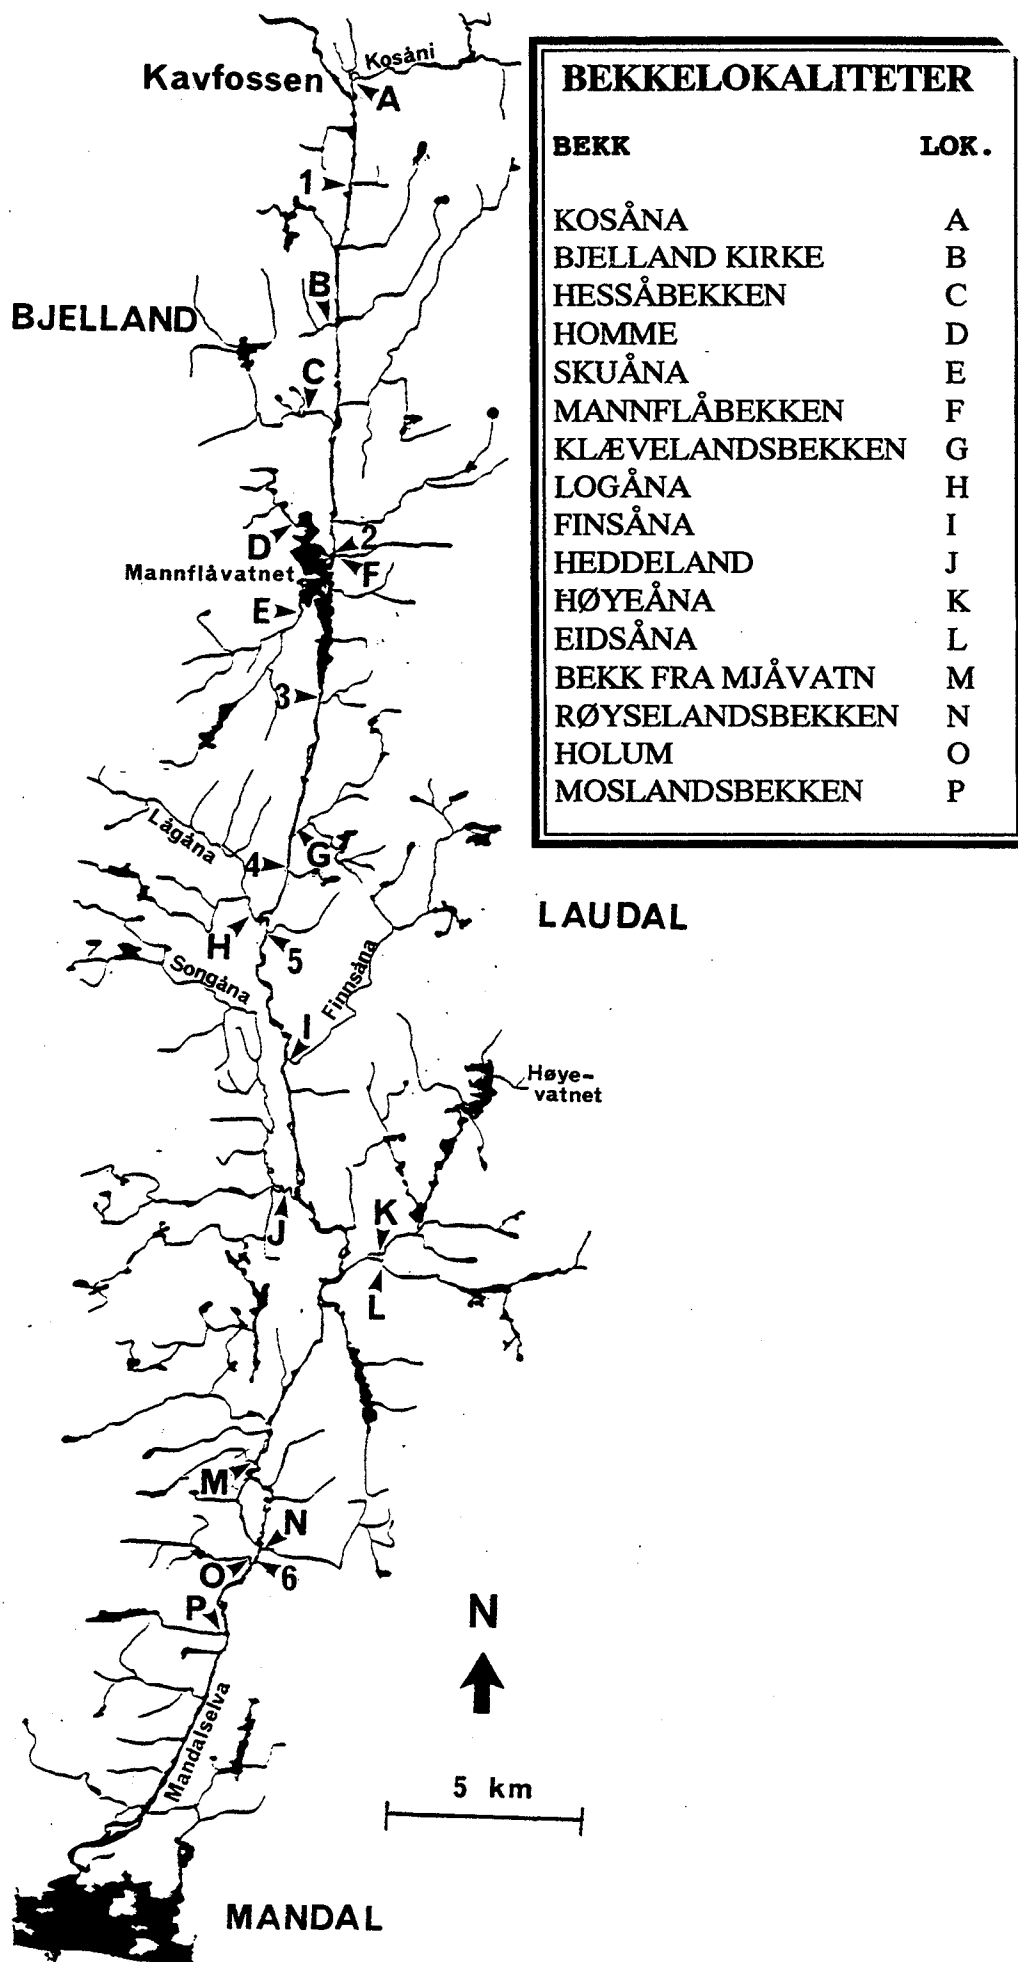 Kosåni
Kavfossen
A
1
B
BJELLAND
C
2
D
Mannflåvatnet
F
E
3
Lågåna
G
4
H
5
Songåna
Finnsåna
I
Høye-
vatnet
K
J
L
M
N
O
6
P
Mandalselva
MANDAL
LAUDAL
N
5 km
BEKKELOKALITETER
BEKK LOK.
KOSÅNA A
BJELLAND KIRKE B
HESSÅBEKKEN C
HOMME D
SKUÅNA E
MANNFLÅBEKKEN F
KLÆVELANDSBEKKEN G
LOGÅNA H
FINSÅNA I
HEDDELAND J
HØYEÅNA K
EIDSÅNA L
BEKK FRA MJÅVATN M
RØYSELANDSBEKKEN N
HOLUM O
MOSLANDSBEKKEN P